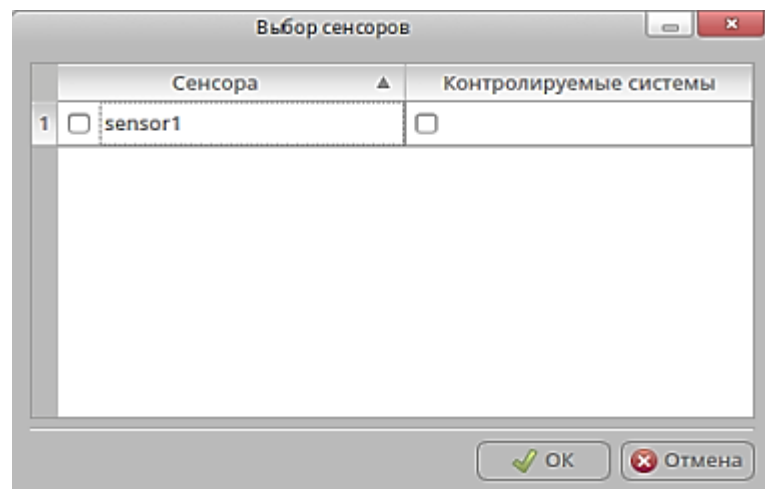 Выбор сенсоров
Сенсора Контролируемые системы
1 sensor1
OK Отмена